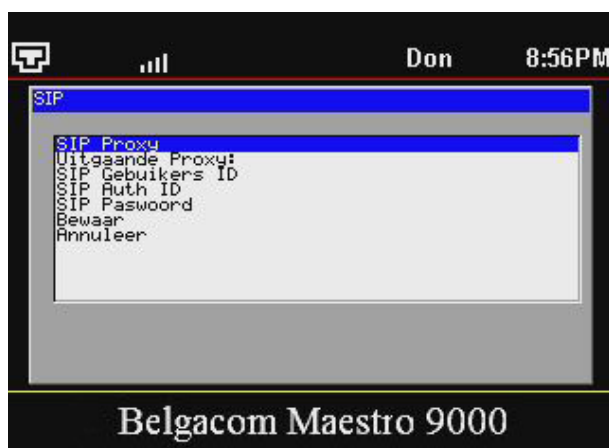 Don 8:56PM
SIP
SIP Proxy
Uitgaande Proxy:
SIP Gebuikers ID
SIP Auth ID
SIP Paswoord
Bewaar
Annuleer
Belgacom Maestro 9000